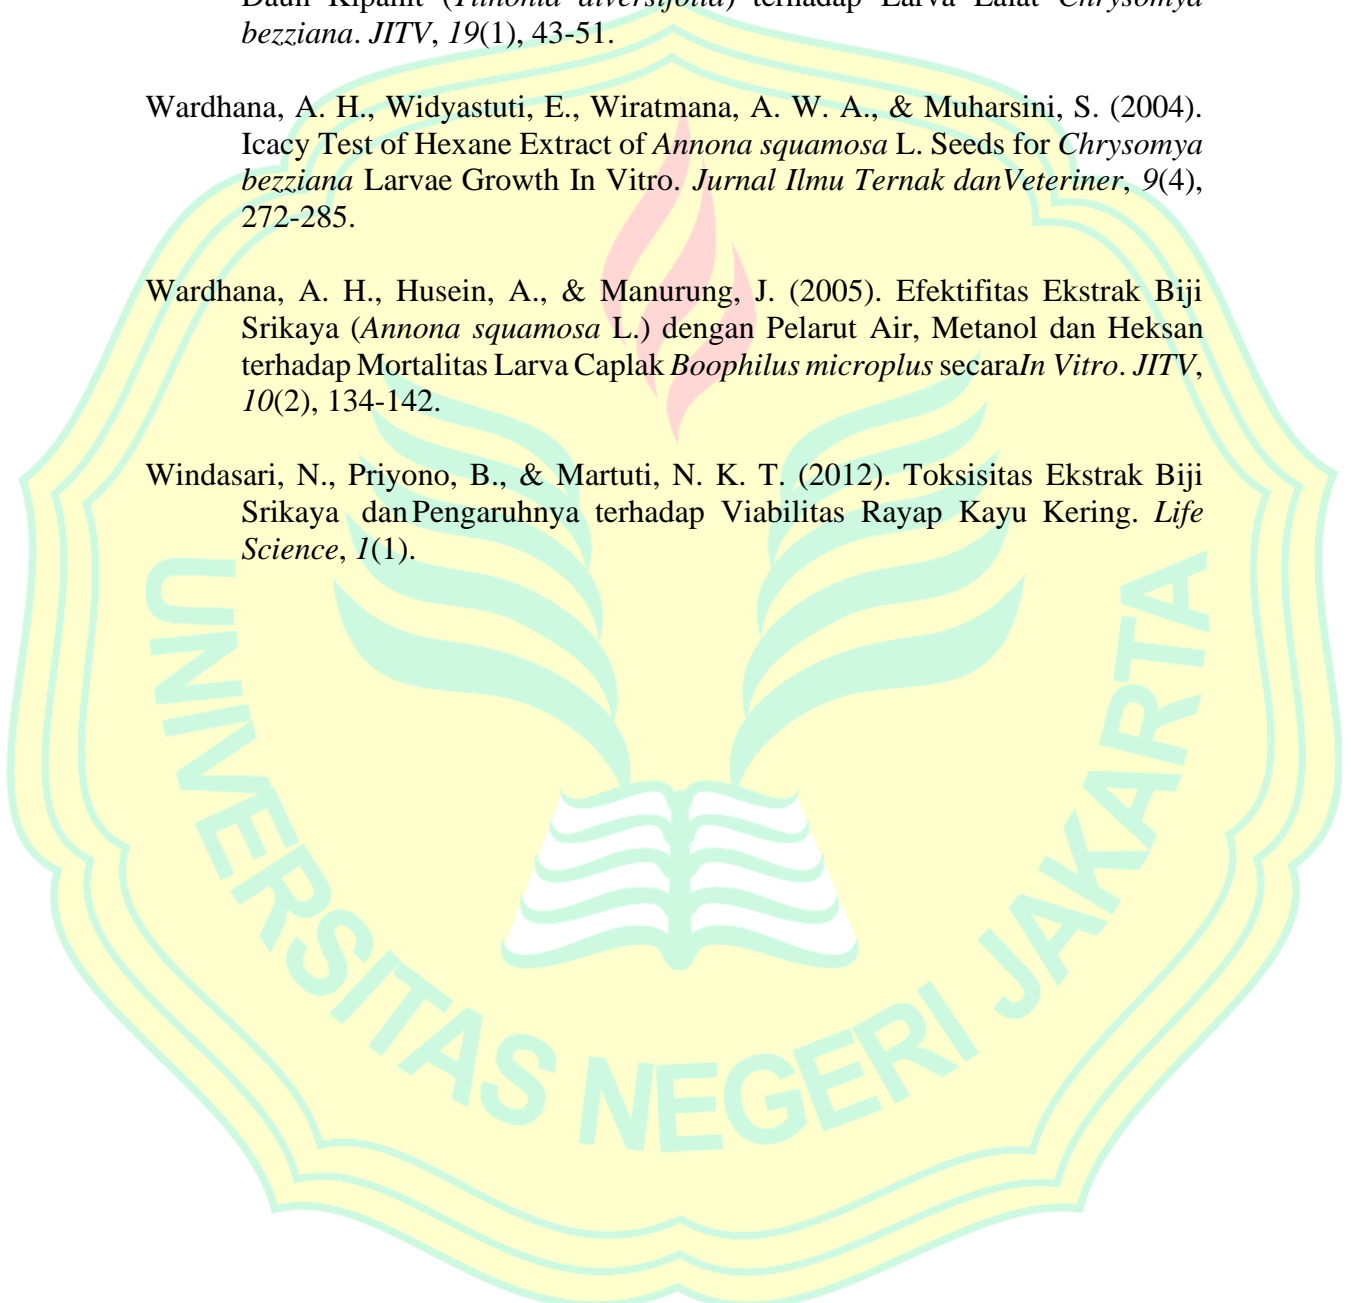 Daun Kipahit (Tithonia diversifolia) terhadap Larva Lalat Chrysomya
bezziana. JITV, 19(1), 43-51.
Wardhana, A. H., Widyastuti, E., Wiratmana, A. W. A., & Muharsini, S. (2004).
Icacy Test of Hexane Extract of Annona squamosa L. Seeds for Chrysomya
bezziana Larvae Growth In Vitro. Jurnal Ilmu Ternak danVeteriner, 9(4),
272-285.
Wardhana, A. H., Husein, A., & Manurung, J. (2005). Efektifitas Ekstrak Biji
Srikaya (Annona squamosa L.) dengan Pelarut Air, Metanol dan Heksan
terhadap Mortalitas Larva Caplak Boophilus microplus secaraIn Vitro. JITV,
10(2), 134-142.
Windasari, N., Priyono, B., & Martuti, N. K. T. (2012). Toksisitas Ekstrak Biji
Srikaya dan Pengaruhnya terhadap Viabilitas Rayap Kayu Kering. Life
Science, 1(1).
UNIVERSITAS NEGERI JAKARTA